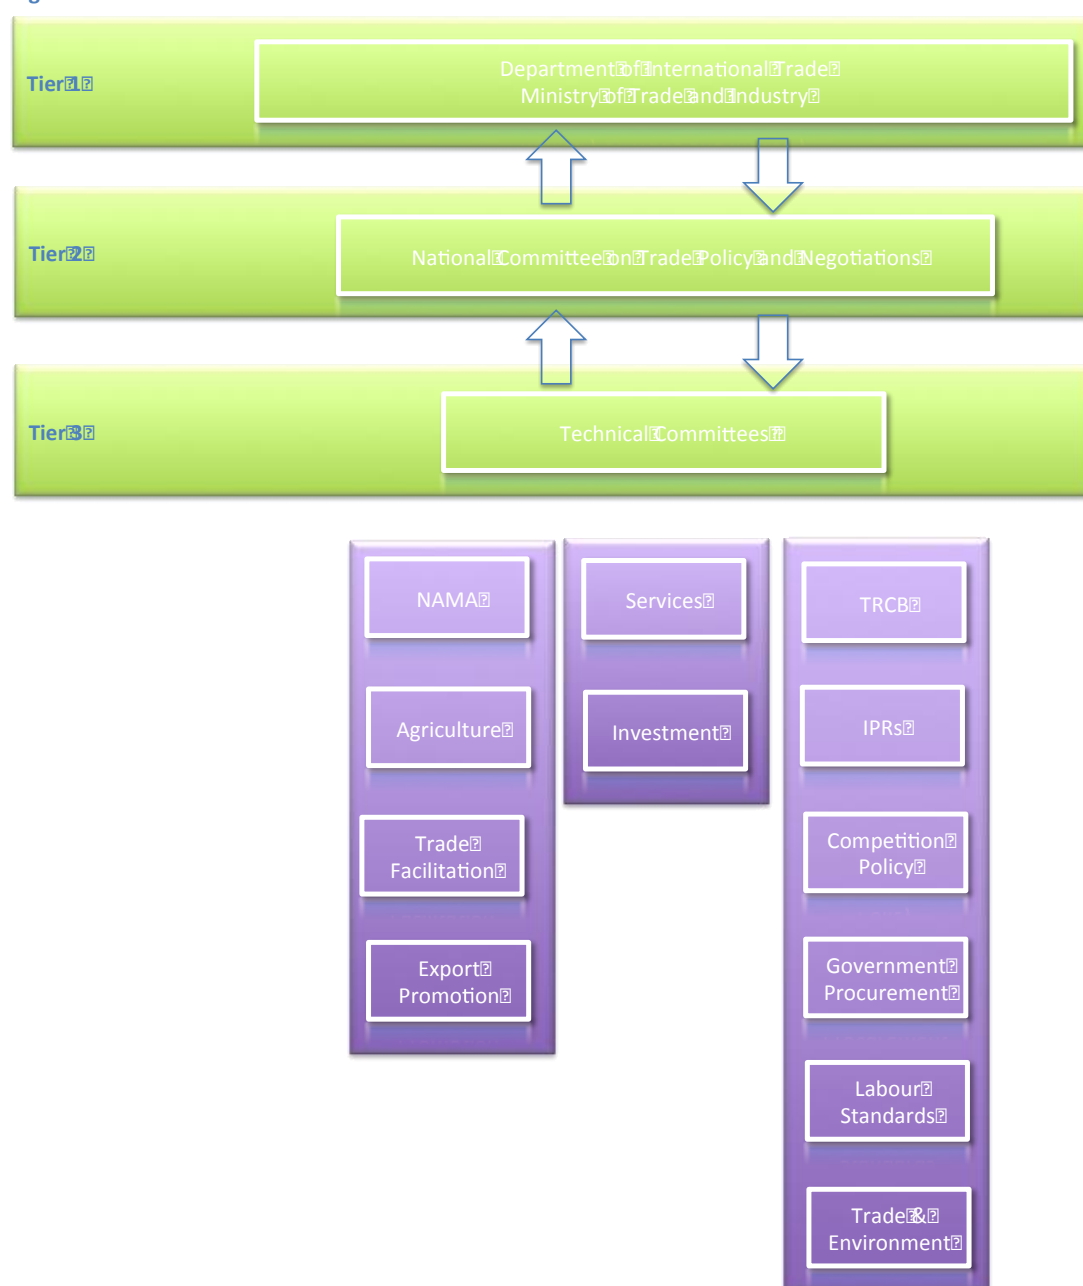 Tier 1
Department of International Trade
Ministry of Trade and Industry
Tier 2
National Committee on Trade Policy and Negotiations
Tier 3
Technical Committees
NAMA
Agriculture
Trade
Facilitation
Export
Promotion
Services
Investment
TRCB
IPRs
Competition
Policy
Government
Procurement
Labour
Standards
Trade &
Environment